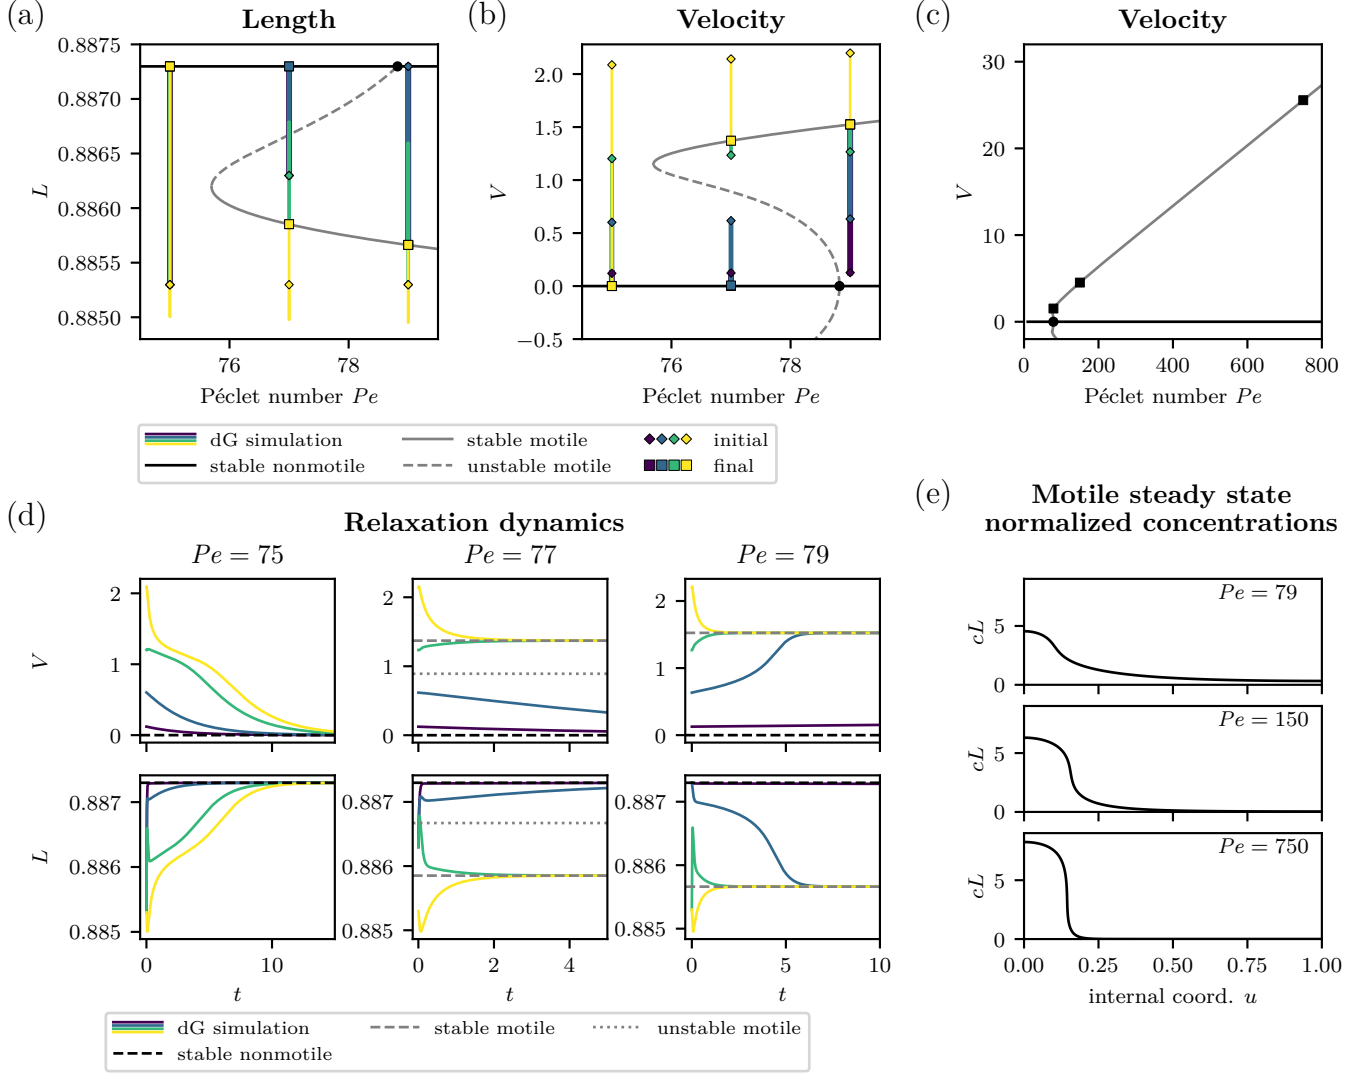 (a) Length
0.8875
0.8870
0.8865
0.8860
0.8855
0.8850
L
76 78
Péclet number Pe
(b) Velocity
2.0
1.5
1.0
0.5
0.0
−0.5
V
76 78
Péclet number Pe
(c) Velocity
30
20
10
0
V
0 200 400 600 800
Péclet number Pe
dG simulation stable motile initial
stable nonmotile unstable motile final
(d) Relaxation dynamics
Pe = 75 Pe = 77 Pe = 79
V
2
1
0
2
1
0
2
1
0
L
0.887
0.886
0.885
0 10
t
0.887
0.886
0.885
0 2 4
t
0.887
0.886
0.885
0 5 10
t
dG simulation stable motile unstable motile
stable nonmotile
(e) Motile steady state
normalized concentrations
Pe = 79
cL
5
0
Pe = 150
cL
5
0
Pe = 750
cL
5
0
0.00 0.25 0.50 0.75 1.00
internal coord. u